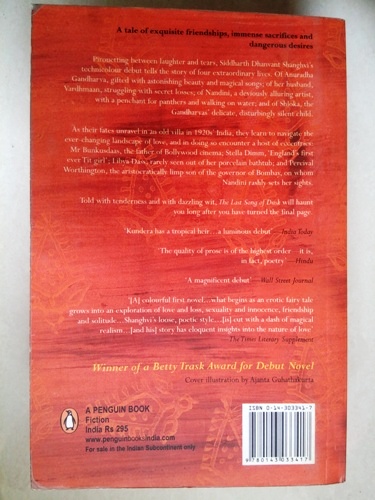 A tale of exquisite friendships, immense sacrifices and
dangerous desires
Pirouetting between laughter and tears, Siddharth Dhanvant Shanghvi's
technicolour debut tells the story of four extraordinary lives. Of Anuradha
Gandharva, gifted with astonishing beauty and magical songs; of her husband,
Vardhmaan, struggling with secret losses; of Nandini, a deviously alluring artist,
with a penchant for panthers and walking on water; and of Shloka, the
Gandharvas' delicate, disturbingly silent child.
As their fates unravel in an old villa in 1920s' India, they learn to navigate the
ever-changing landscape of love, and in doing so encounter a host of eccentrics:
Mr Bunkusdaas, the father of Bollywood cinema; Stella Dimm, 'England's first
ever Tit girl'; Libya Dass, rarely seen out of her porcelain bathtub; and Percival
Worthington, the aristocratically limp son of the governor of Bombay, on whom
Nandini rashly sets her sights.
Told with tenderness and with dazzling wit, The Last Song of Dusk will haunt
you long after you have turned the final page.
'Kundera has a tropical heir...a luminous debut'—India Today
'The quality of prose is of the highest order—it is,
in fact, poetry'—Hindu
'A magnificent debut'—Wall Street Journal
'[A] colourful first novel...what begins as an erotic fairy tale
grows into an exploration of love and loss, sexuality and innocence, friendship
and solitude...Shanghvi's loose, poetic style...[is] cut with a slash of magical
realism...[and his] story has eloquent insights into the nature of love'
The Times Literary Supplement
Winner of a Betty Trask Award for Debut Novel
Cover illustration by Ajanta Guhathakurta
A PENGUIN BOOK
Fiction
India Rs 295
www.penguinbooksindia.com
For sale in the Indian Subcontinent only
ISBN 0-14-303341-7
9 780143 033417